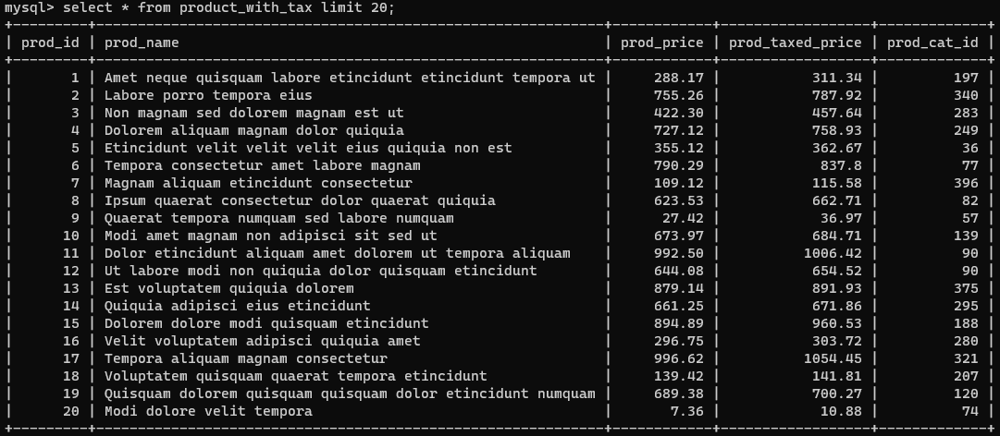 mysql> select * from product_with_tax limit 20;
+---------+-------------------------------------------------------------+------------+------------------+-------------+
| prod_id | prod_name                                                   | prod_price | prod_taxed_price | prod_cat_id |
+---------+-------------------------------------------------------------+------------+------------------+-------------+
|       1 | Amet neque quisquam labore etincidunt etincidunt tempora ut |     288.17 |           311.34 |         197 |
|       2 | Labore porro tempora eius                                   |     755.26 |           787.92 |         340 |
|       3 | Non magnam sed dolorem magnam est ut                        |     422.30 |           457.64 |         283 |
|       4 | Dolorem aliquam magnam dolor quiquia                        |     727.12 |           758.93 |         249 |
|       5 | Etincidunt velit velit velit eius quiquia non est           |     355.12 |           362.67 |          36 |
|       6 | Tempora consectetur amet labore magnam                      |     790.29 |            837.8 |          77 |
|       7 | Magnam aliquam etincidunt consectetur                       |     109.12 |           115.58 |         396 |
|       8 | Ipsum quaerat consectetur dolor quaerat quiquia             |     623.53 |           662.71 |          82 |
|       9 | Quaerat tempora numquam sed labore numquam                  |      27.42 |            36.97 |          57 |
|      10 | Modi amet magnam non adipisci sit sed ut                    |     673.97 |           684.71 |         139 |
|      11 | Dolor etincidunt aliquam amet dolorem ut tempora aliquam    |     992.50 |          1006.42 |          90 |
|      12 | Ut labore modi non quiquia dolor quisquam etincidunt        |     644.08 |           654.52 |          90 |
|      13 | Est voluptatem quiquia dolorem                              |     879.14 |           891.93 |         375 |
|      14 | Quiquia adipisci eius etincidunt                            |     661.25 |           671.86 |         295 |
|      15 | Dolorem dolore modi quisquam etincidunt                     |     894.89 |           960.53 |         188 |
|      16 | Velit voluptatem adipisci quiquia amet                      |     296.75 |           303.72 |         280 |
|      17 | Tempora aliquam magnam consectetur                          |     996.62 |          1054.45 |         321 |
|      18 | Voluptatem quisquam quaerat tempora etincidunt              |     139.42 |           141.81 |         207 |
|      19 | Quisquam dolorem quisquam quisquam dolor etincidunt numquam |     689.38 |           700.27 |         120 |
|      20 | Modi dolore velit tempora                                   |       7.36 |            10.88 |          74 |
+---------+-------------------------------------------------------------+------------+------------------+-------------+